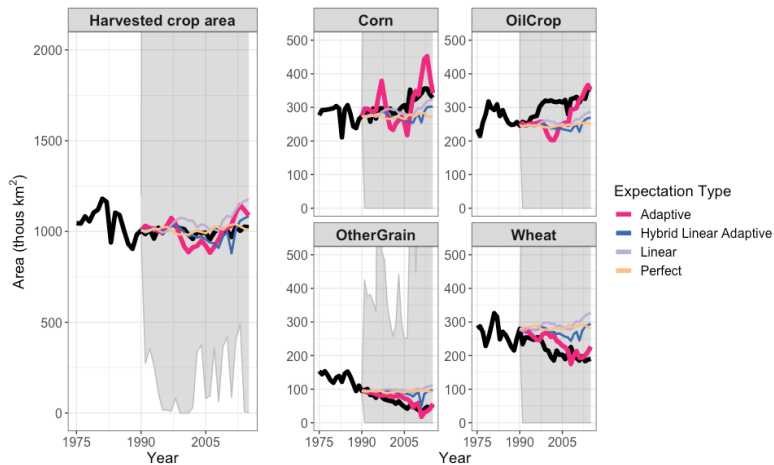 Harvested crop area
Corn
OilCrop
OtherGrain
Wheat
Area (thous km²)
2000
1500
1000
500
0
1975
1990
2005
Year
500
400
300
200
100
0
500
400
300
200
100
0
500
400
300
200
100
0
1975
1990
2005
500
400
300
200
100
0
1975
1990
2005
Year
Expectation Type
Adaptive
Hybrid Linear Adaptive
Linear
Perfect